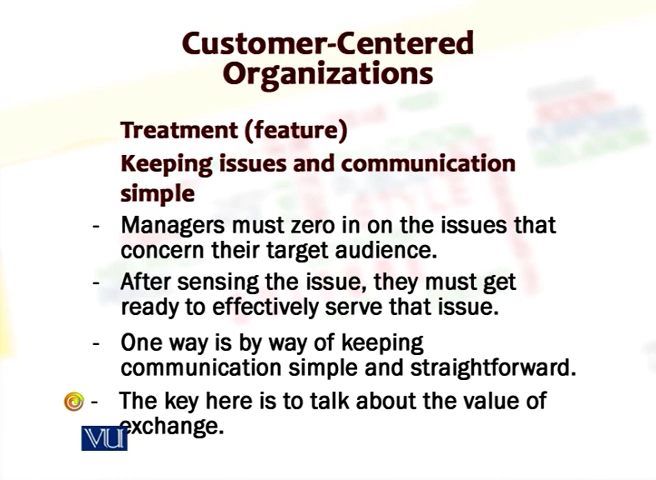 Customer-Centered
Organizations
Treatment (feature)
Keeping issues and communication
simple
- Managers must zero in on the issues that
concern their target audience.
- After sensing the issue, they must get
ready to effectively serve that issue.
- One way is by way of keeping
communication simple and straightforward.
- The key here is to talk about the value of
exchange.
VU